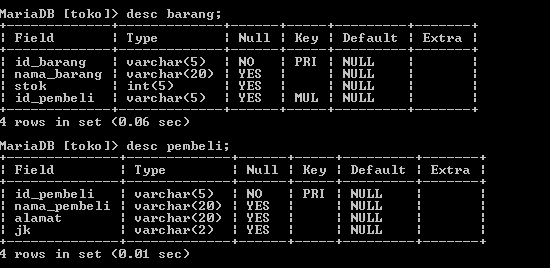 MariaDB [toko]> desc barang;
+-------------+-------------+------+-----+---------+-------+
| Field       | Type        | Null | Key | Default | Extra |
+-------------+-------------+------+-----+---------+-------+
| id_barang   | varchar(5)  | NO   | PRI | NULL    |       |
| nama_barang | varchar(20) | YES  |     | NULL    |       |
| stok        | int(5)      | YES  |     | NULL    |       |
| id_pembeli  | varchar(5)  | YES  | MUL | NULL    |       |
+-------------+-------------+------+-----+---------+-------+
4 rows in set (0.06 sec)
MariaDB [toko]> desc pembeli;
+--------------+-------------+------+-----+---------+-------+
| Field        | Type        | Null | Key | Default | Extra |
+--------------+-------------+------+-----+---------+-------+
| id_pembeli   | varchar(5)  | NO   | PRI | NULL    |       |
| nama_pembeli | varchar(20) | YES  |     | NULL    |       |
| alamat       | varchar(20) | YES  |     | NULL    |       |
| jk           | varchar(2)  | YES  |     | NULL    |       |
+--------------+-------------+------+-----+---------+-------+
4 rows in set (0.01 sec)